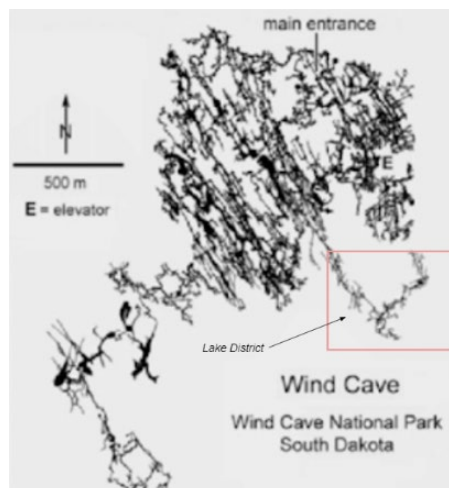 main entrance
N
E
500 m
E = elevator
Lake District
Wind Cave
Wind Cave National Park
South Dakota